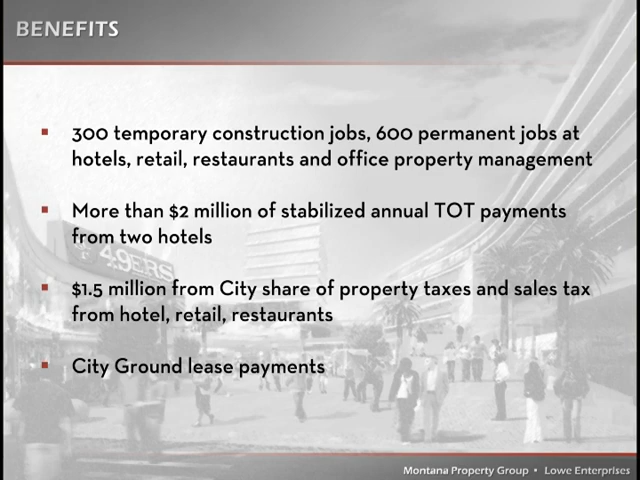 BENEFITS
49ERS
300 temporary construction jobs, 600 permanent jobs at
hotels, retail, restaurants and office property management
More than $2 million of stabilized annual TOT payments
from two hotels
$1.5 million from City share of property taxes and sales tax
from hotel, retail, restaurants
City Ground lease payments
Montana Property Group • Lowe Enterprises